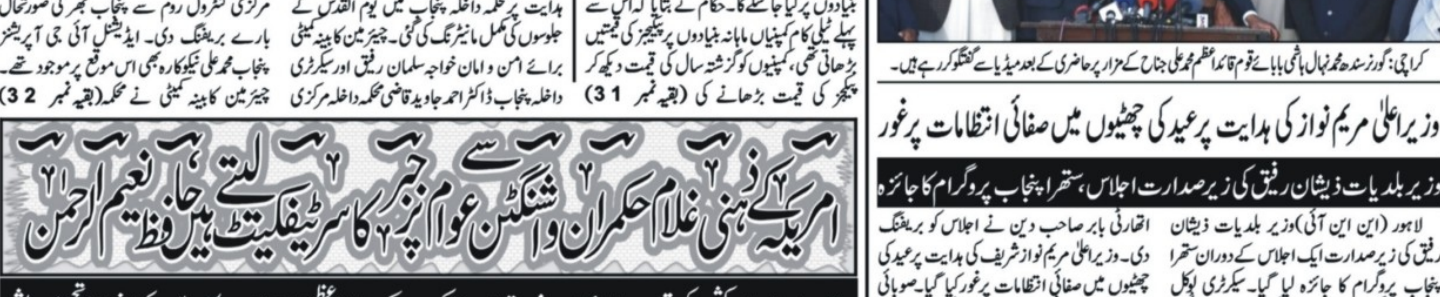 کراچی: گورنر سندھ محمد نہال ہاشمی بابائے قوم قائد اعظم محمد علی جناح کے مزار پر حاضری کے بعد میڈیا سے گفتگو کر رہے ہیں۔
وزیراعلیٰ مریم نواز کی ہدایت پر عید کی چھٹیوں میں صفائی انتظامات پر غور
وزیر بلدیات ذیشان رفیق کی زیر صدارت اجلاس، ستھرا پنجاب پروگرام کا جائزہ
لاہور (این این آئی) وزیر بلدیات ذیشان
رفیق کی زیر صدارت ایک اجلاس کے دوران ستھرا
پنجاب پروگرام کا جائزہ لیا گیا۔ سیکرٹری لوکل
اتھارٹی بابر صاحب دین نے اجلاس کو بریفنگ
دی۔ وزیراعلیٰ مریم نواز شریف کی ہدایت پر عید کی
چھٹیوں میں صفائی انتظامات پر غور کیا گیا۔ صوبائی
بنیادوں پر کیا جا سکے گا۔ حکام نے بتایا کہ اس سے
پہلے ٹیلی کام کمپنیاں ماہانہ بنیادوں پر پیکیجز کی قیمتیں
بڑھاتی تھی، کمپنیوں کو گزشتہ سال کی قیمت دیکھ کر
پیکیجز کی قیمت بڑھانے کی (بقیہ نمبر 31)
ہدایت پر محکمہ داخلہ پنجاب میں یوم القدس کے
جلوسوں کی مکمل مانیٹرنگ کی گئی۔ چیئرمین کابینہ کمیٹی
برائے امن و امان خواجہ سلمان رفیق اور سیکرٹری
داخلہ پنجاب ڈاکٹر احمد جاوید قاضی محکمہ داخلہ مرکزی
مرکزی کنٹرول روم سے پنجاب بھر کی صورتحال
بارے بریفنگ دی۔ ایڈیشنل آئی جی آپریشنز
پنجاب محمد علی نیکوکارہ بھی اس موقع پر موجود تھے۔
چیئرمین کابینہ کمیٹی نے محکمہ (بقیہ نمبر 32)
امریکہ کے ذہنی غلام حکمران واشنگٹن سے عوام پر جبر کا سرٹیفکیٹ لیتے ہیں، حافظ نعیم الرحمن